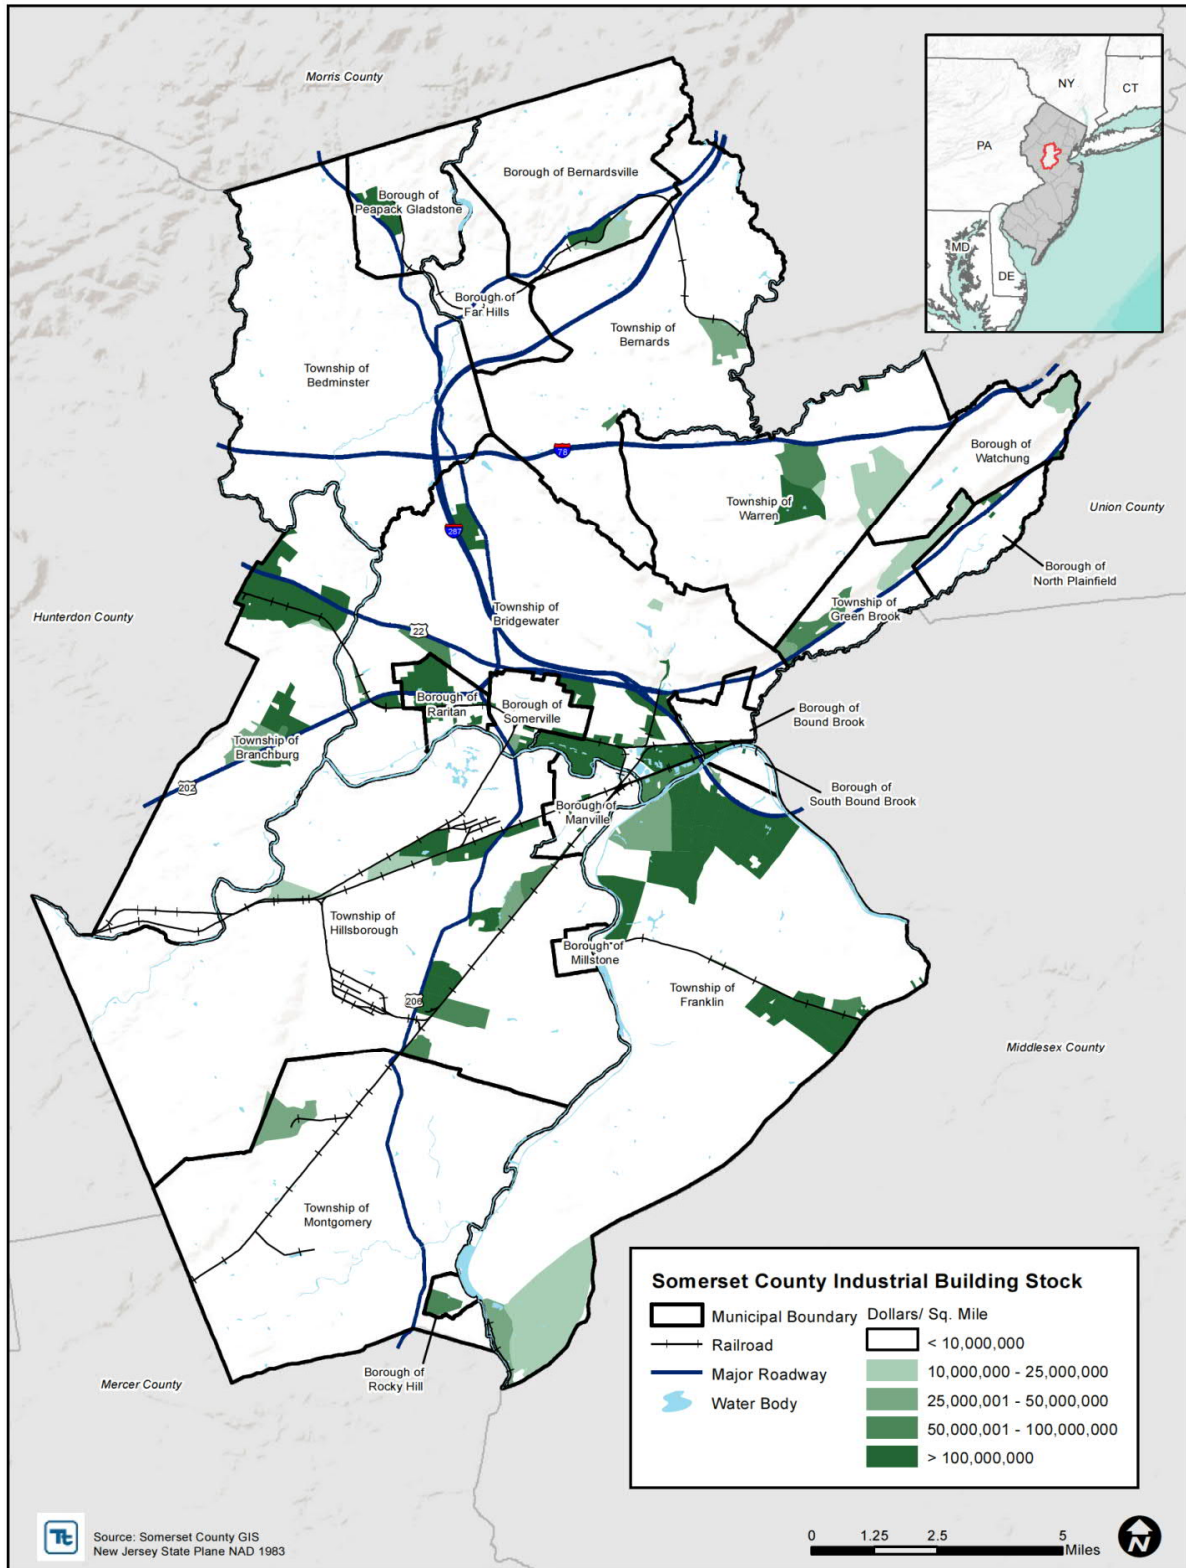 Morris County
NY
CT
PA
MD
DE
Borough of
Peapack Gladstone
Borough of Bernardsville
Borough of
Far Hills
Township of
Bernards
Township of
Bedminster
78
Borough of
Watchung
Township of
Warren
Union County
287
Borough of
North Plainfield
Hunterdon County
Township of
Bridgewater
Township of
Green Brook
22
Borough of
Raritan
Borough of
Somerville
Borough of
Bound Brook
Township of
Branchburg
202
Borough of
South Bound Brook
Borough of
Manville
Township of
Hillsborough
Borough of
Millstone
Township of
Franklin
206
Middlesex County
Township of
Montgomery
Borough of
Rocky Hill
Mercer County
Somerset County Industrial Building Stock
Municipal Boundary
Railroad
Major Roadway
Water Body
Dollars/ Sq. Mile
< 10,000,000
10,000,000 - 25,000,000
25,000,001 - 50,000,000
50,000,001 - 100,000,000
> 100,000,000
Tt
Source: Somerset County GIS
New Jersey State Plane NAD 1983
0 1.25 2.5 5
Miles
N